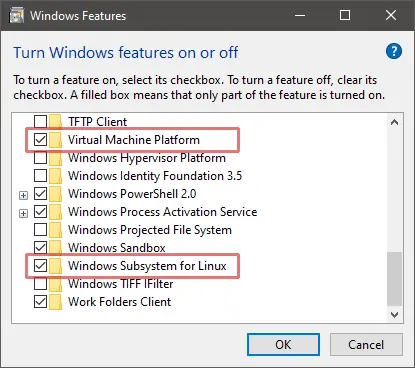 Windows Features
Turn Windows features on or off
?
To turn a feature on, select its checkbox. To turn a feature off, clear its
checkbox. A filled box means that only part of the feature is turned on.
TFTP Client
Virtual Machine Platform
Windows Hypervisor Platform
Windows Identity Foundation 3.5
Windows PowerShell 2.0
Windows Process Activation Service
Windows Projected File System
Windows Sandbox
Windows Subsystem for Linux
Windows TIFF IFilter
Work Folders Client
OK
Cancel